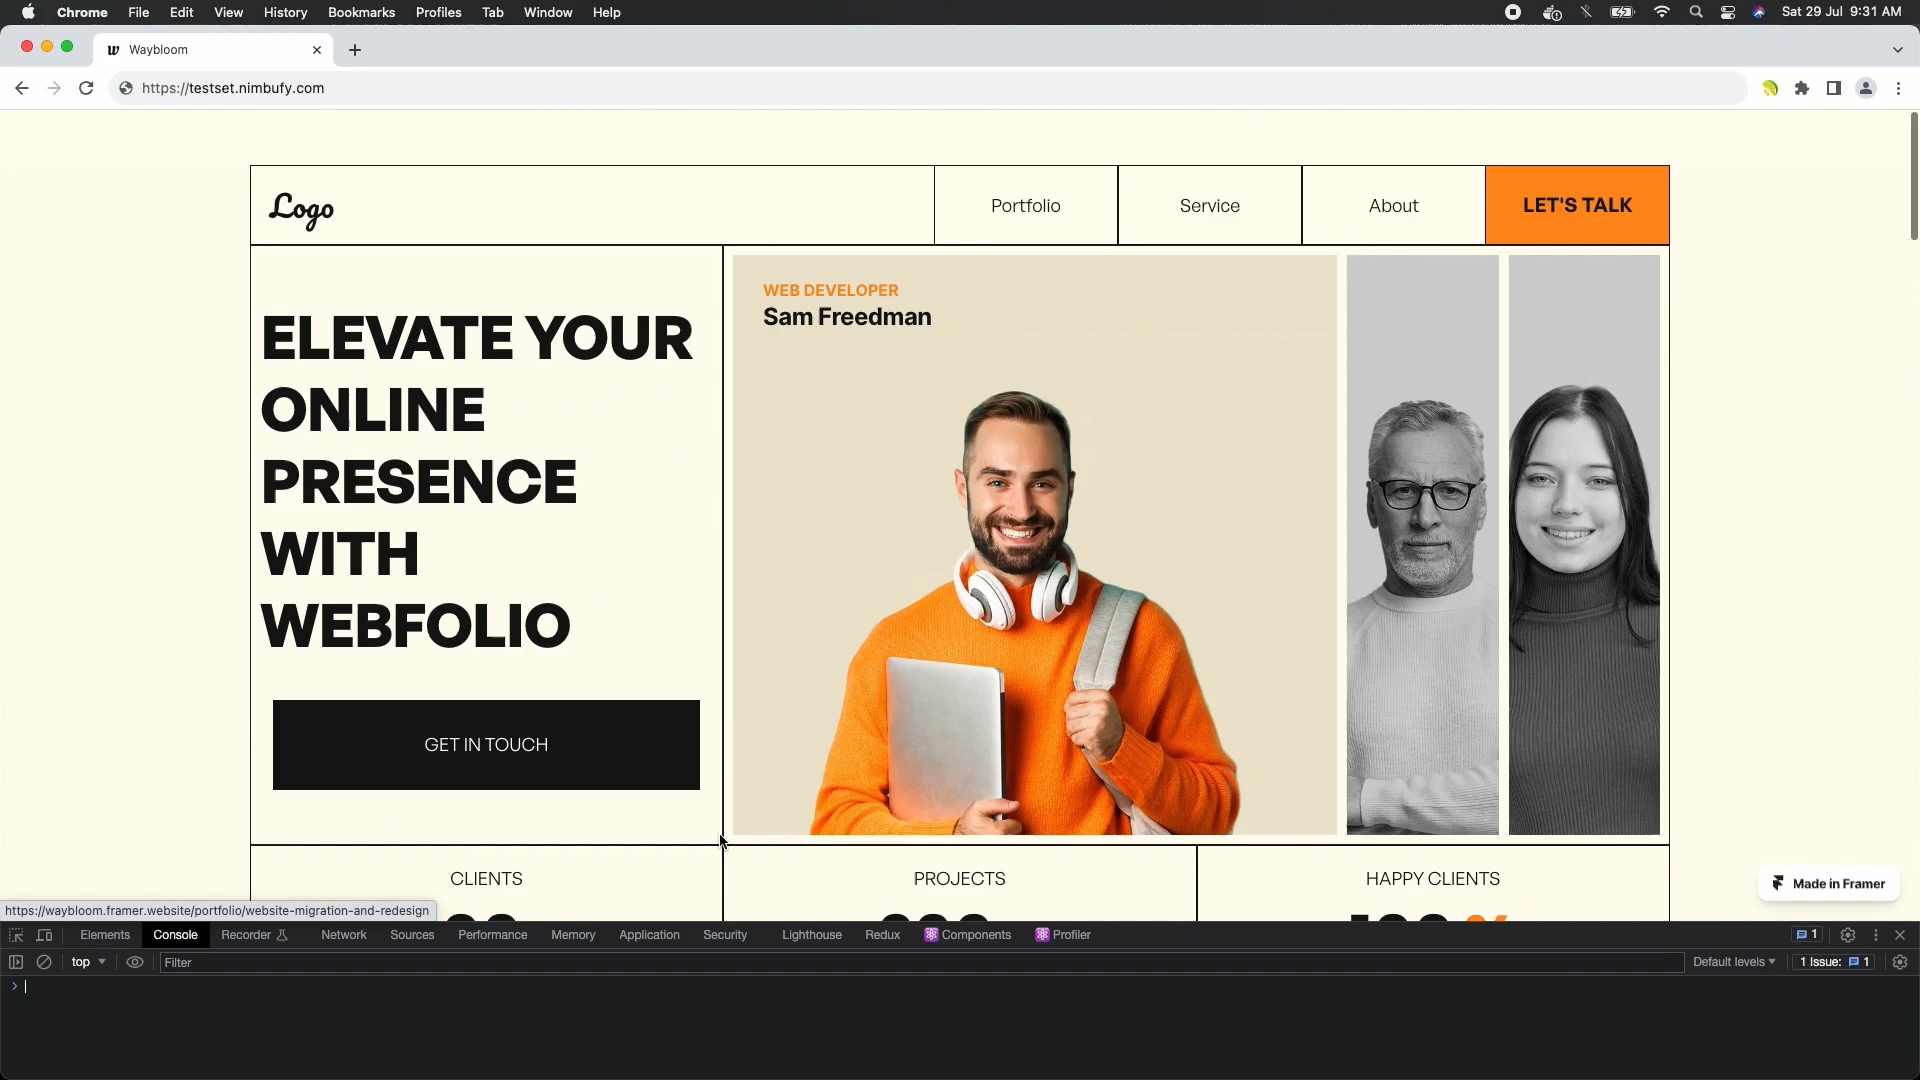 Chrome File Edit View History Bookmarks Profiles Tab Window Help Sat 29 Jul 9:31 AM
w Waybloom
https://testset.nimbufy.com
Logo Portfolio Service About LET'S TALK
WEB DEVELOPER
Sam Freedman
ELEVATE YOUR
ONLINE
PRESENCE
WITH
WEBFOLIO
GET IN TOUCH
CLIENTS PROJECTS HAPPY CLIENTS
Made in Framer
https://waybloom.framer.website/portfolio/website-migration-and-redesign
Elements Console Recorder Network Sources Performance Memory Application Security Lighthouse Redux Components Profiler 1
top Filter Default levels 1 Issue: 1